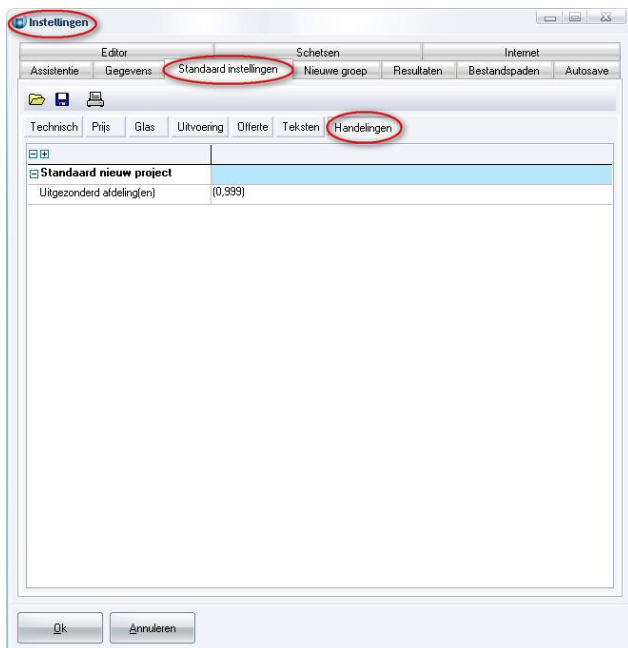 Instellingen
Editor Schetsen Internet
Assistentie Gegevens Standaard instellingen Nieuwe groep Resultaten Bestandspaden Autosave
Technisch Prijs Glas Uitvoering Offerte Teksten Handelingen
Standaard nieuw project
Uitgezonderd afdeling(en) (0,999)
Ok Annuleren